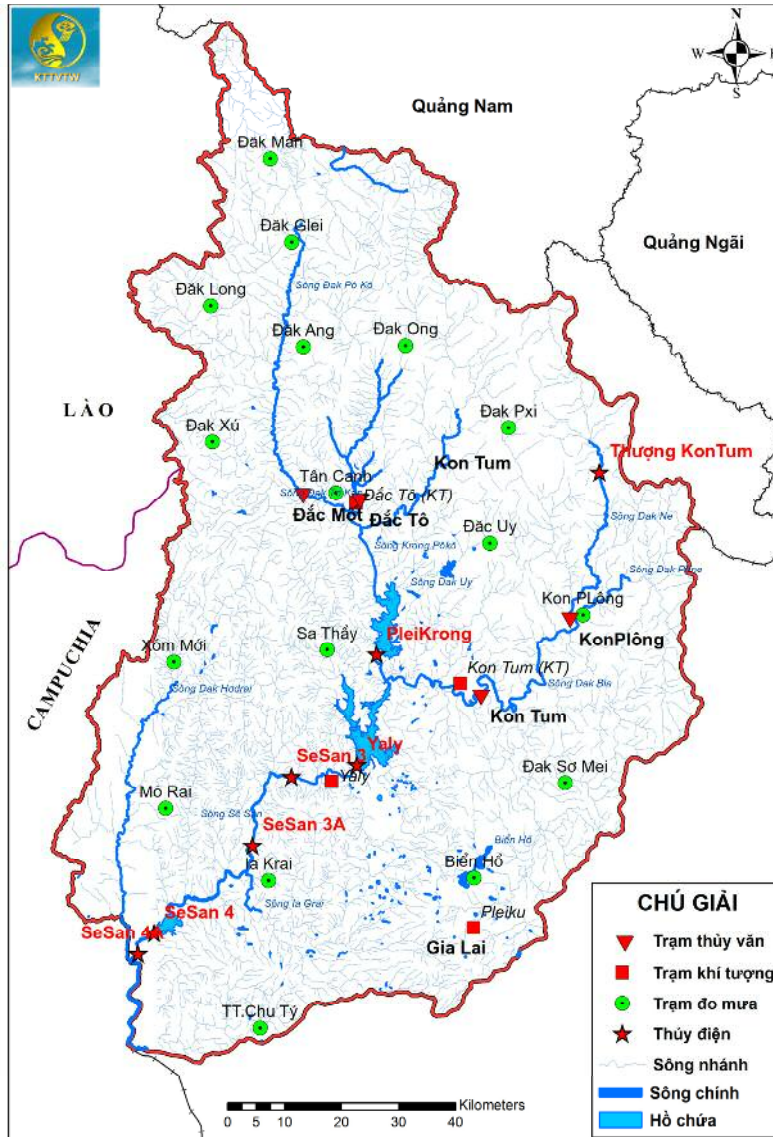 KTTVTW
N
W
E
S
Quảng Nam
Đăk Man
Quảng Ngãi
Đăk Glei
Sông Đak Pô Kô
Đăk Long
Đăk Ang
Đak Ong
LÀO
Đak Xú
Đak Pxi
Kon Tum
Thượng KonTum
Tân Cảnh
Đắc Tô (KT)
Đắc Mốt
Đắc Tô
Sông Dak Ne
Sông Krong Pôkô
Đăc Uy
Sông Dak Uy
Kon PLông
KonPlông
CAMPUCHIA
Xóm Mới
Sa Thầy
PleiKrong
Kon Tum (KT)
Sông Dak Hodrai
Sông Dak Bla
Kon Tum
SeSan 3
Yaly
Yaly
Đak Sơ Mei
Mô Rai
Sông Sê San
SeSan 3A
Biển Hồ
Ia Krai
Biển Hồ
Sông Ia Grai
SeSan 4
SeSan 4A
Pleiku
Gia Lai
TT.Chu Tý
CHÚ GIẢI
Trạm thủy văn
Trạm khí tượng
Trạm đo mưa
Thủy điện
Sông nhánh
Sông chính
Hồ chứa
Kilometers
0 5 10 20 30 40